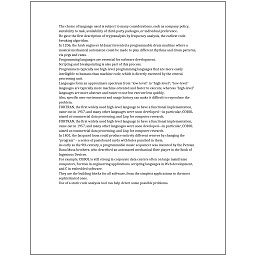 The choice of language used is subject to many considerations, such as company policy,
suitability to task, availability of third-party packages, or individual preference.
He gave the first description of cryptanalysis by frequency analysis, the earliest code-
breaking algorithm.
In 1206, the Arab engineer Al-Jazari invented a programmable drum machine where a
musical mechanical automaton could be made to play different rhythms and drum patterns,
via pegs and cams.
Programming languages are essential for software development.
Scripting and breakpointing is also part of this process.
Programmers typically use high-level programming languages that are more easily
intelligible to humans than machine code, which is directly executed by the central
processing unit.
Languages form an approximate spectrum from "low-level" to "high-level"; "low-level"
languages are typically more machine-oriented and faster to execute, whereas "high-level"
languages are more abstract and easier to use but execute less quickly.
Also, specific user environment and usage history can make it difficult to reproduce the
problem.
FORTRAN, the first widely used high-level language to have a functional implementation,
came out in 1957, and many other languages were soon developed—in particular, COBOL
aimed at commercial data processing, and Lisp for computer research.
FORTRAN, the first widely used high-level language to have a functional implementation,
came out in 1957, and many other languages were soon developed—in particular, COBOL
aimed at commercial data processing, and Lisp for computer research.
In 1801, the Jacquard loom could produce entirely different weaves by changing the
"program" – a series of pasteboard cards with holes punched in them.
As early as the 9th century, a programmable music sequencer was invented by the Persian
Banu Musa brothers, who described an automated mechanical flute player in the Book of
Ingenious Devices.
For example, COBOL is still strong in corporate data centers often on large mainframe
computers, Fortran in engineering applications, scripting languages in Web development,
and C in embedded software.
They are the building blocks for all software, from the simplest applications to the most
sophisticated ones.
Use of a static code analysis tool can help detect some possible problems.